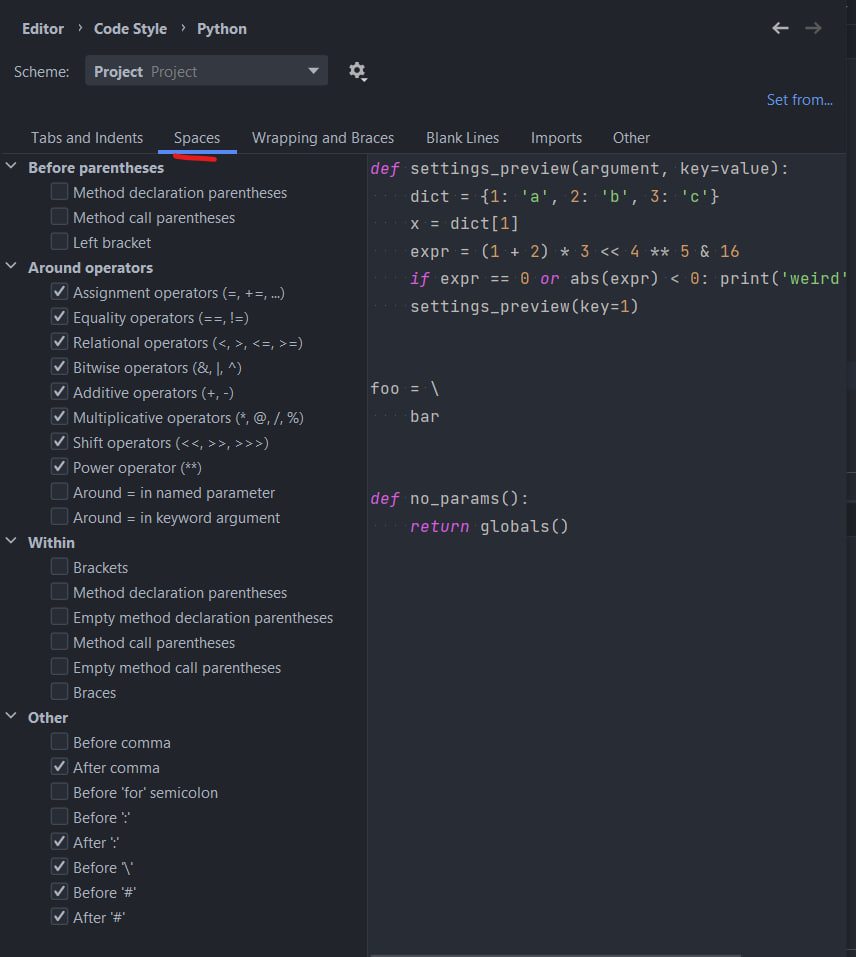 Editor › Code Style › Python
Scheme: Project Project
Set from...
Tabs and Indents Spaces Wrapping and Braces Blank Lines Imports Other
Before parentheses
Method declaration parentheses
Method call parentheses
Left bracket
Around operators
Assignment operators (=, +=, ...)
Equality operators (==, !=)
Relational operators (<, >, <=, >=)
Bitwise operators (&, |, ^)
Additive operators (+, -)
Multiplicative operators (*, @, /, %)
Shift operators (<<, >>, >>>)
Power operator (**)
Around = in named parameter
Around = in keyword argument
Within
Brackets
Method declaration parentheses
Empty method declaration parentheses
Method call parentheses
Empty method call parentheses
Braces
Other
Before comma
After comma
Before 'for' semicolon
Before ':'
After ':'
Before '\'
Before '#'
After '#'
def settings_preview(argument, key=value):
    dict = {1: 'a', 2: 'b', 3: 'c'}
    x = dict[1]
    expr = (1 + 2) * 3 << 4 ** 5 & 16
    if expr == 0 or abs(expr) < 0: print('weird'
    settings_preview(key=1)
foo = \
    bar
def no_params():
    return globals()